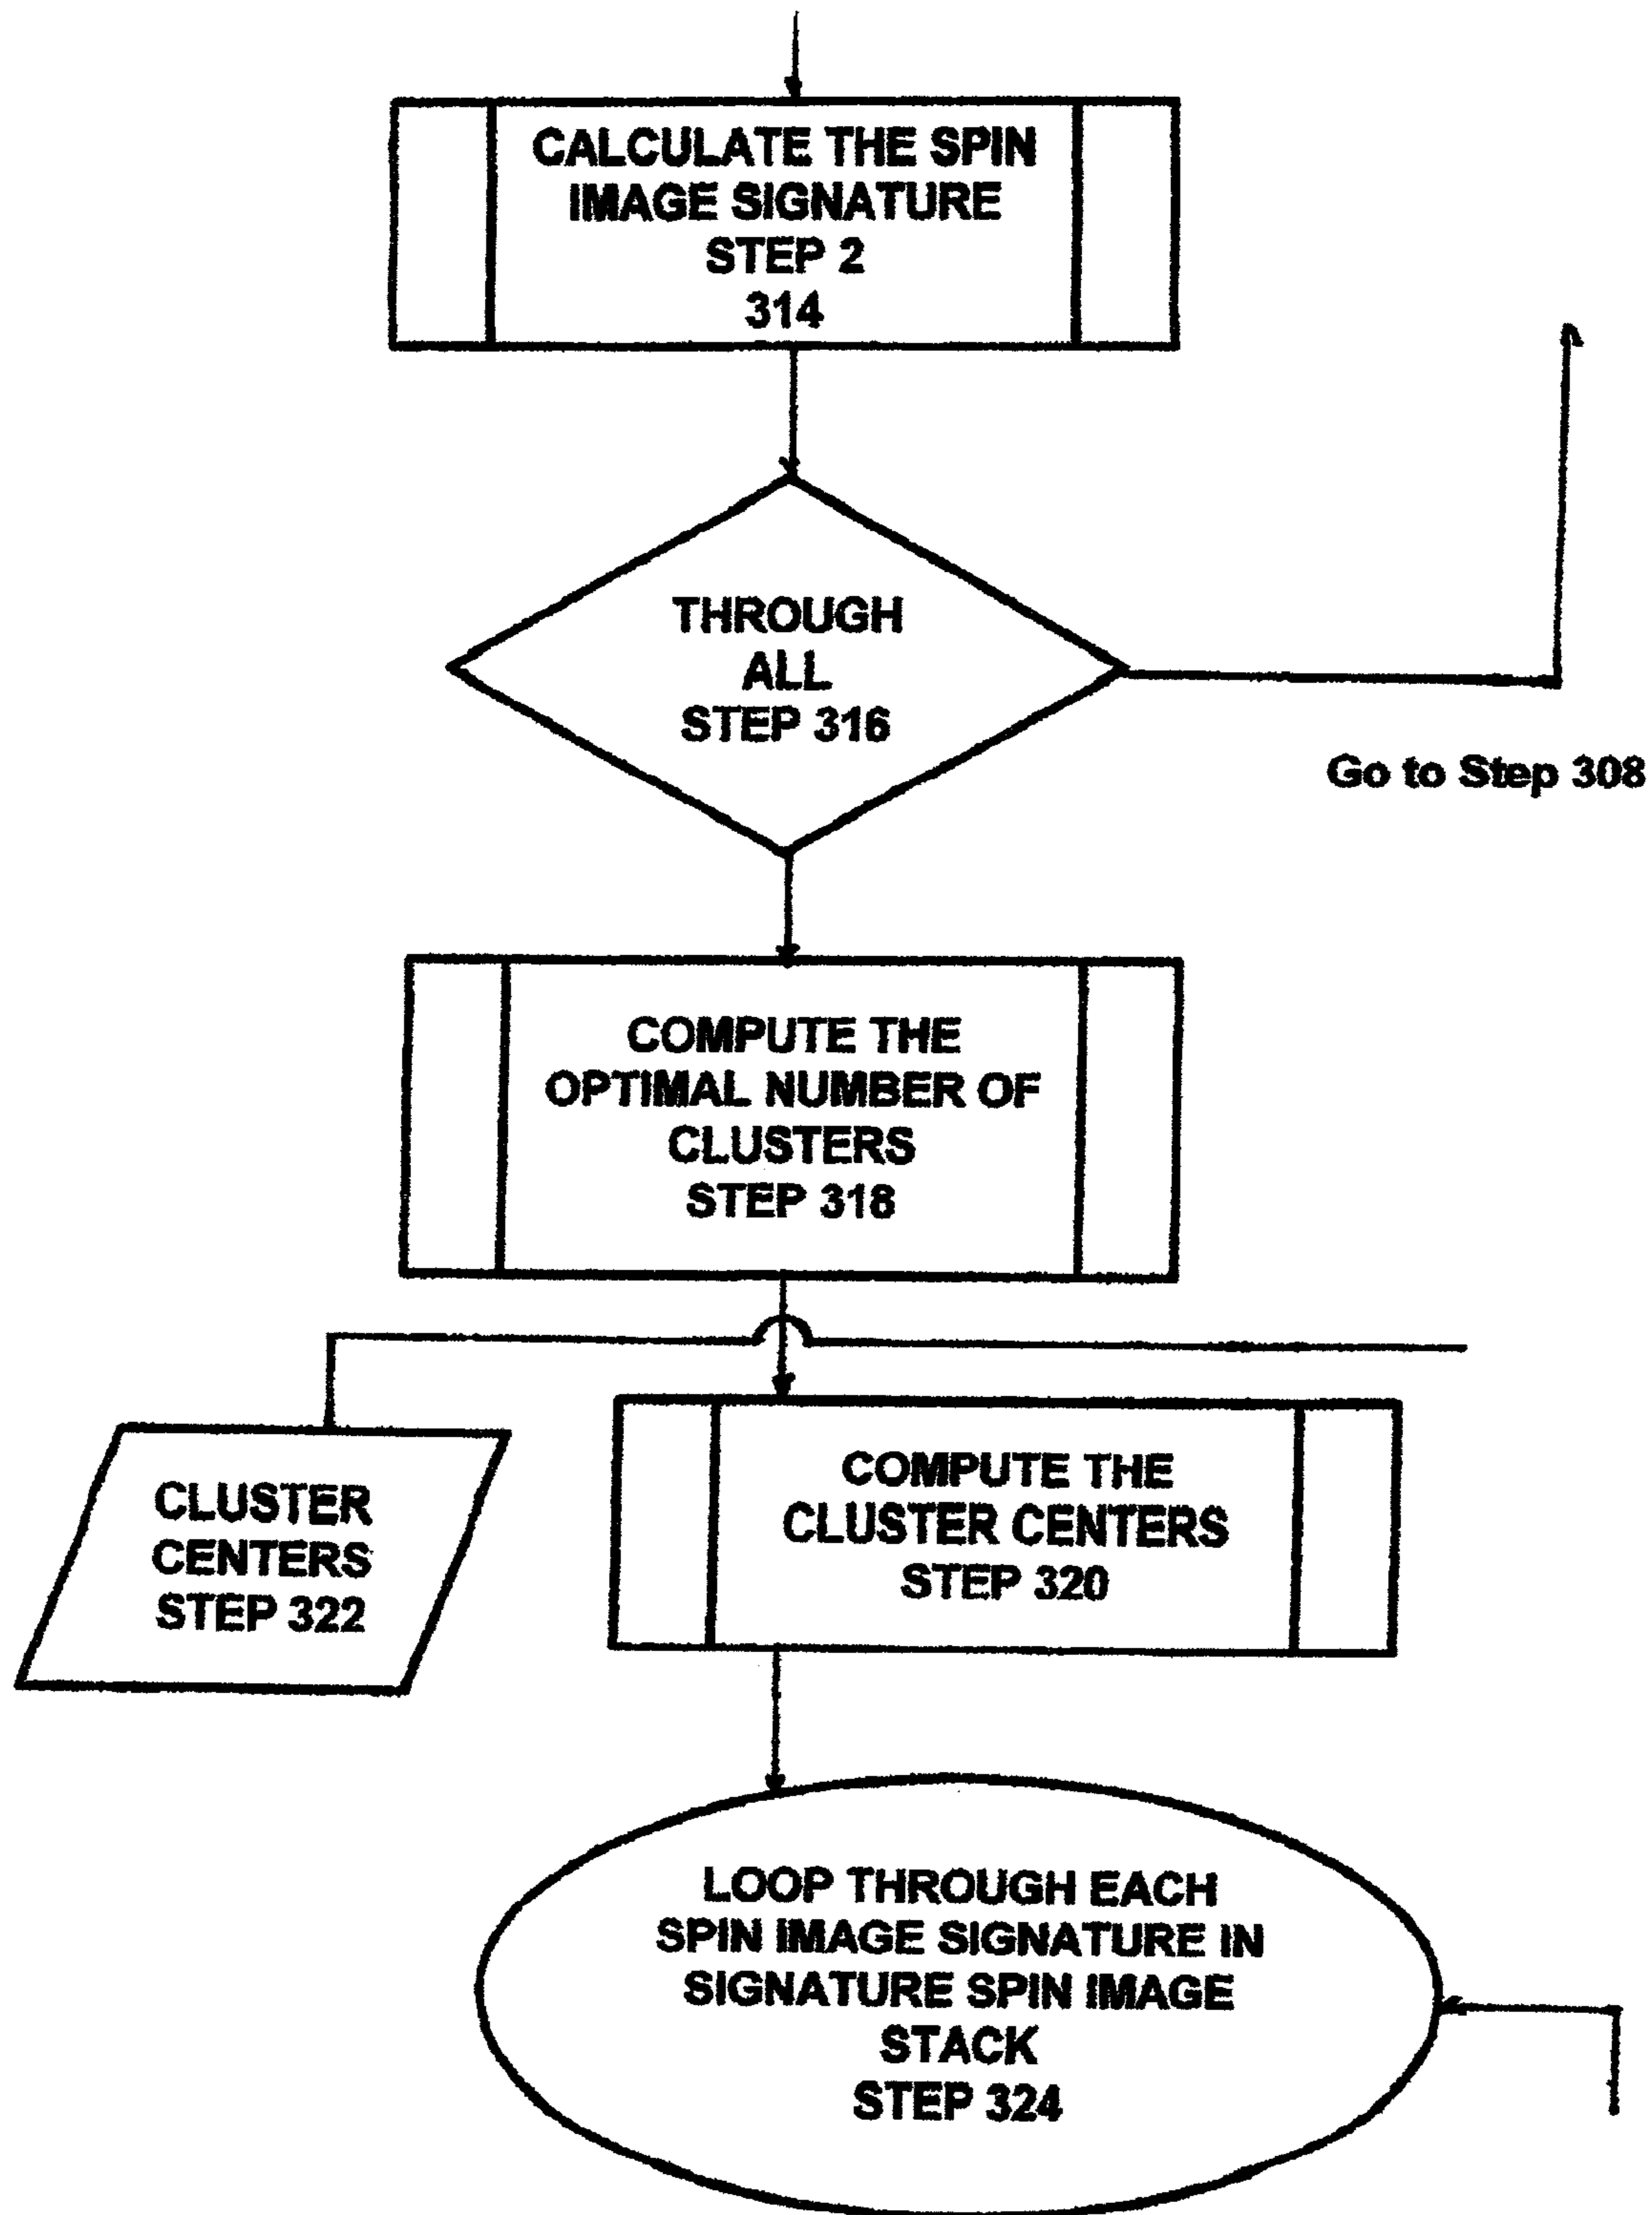 CALCULATE THE SPIN
IMAGE SIGNATURE
STEP 2
314
THROUGH
ALL
STEP 316
Go to Step 308
COMPUTE THE
OPTIMAL NUMBER OF
CLUSTERS
STEP 318
CLUSTER
CENTERS
STEP 322
COMPUTE THE
CLUSTER CENTERS
STEP 320
LOOP THROUGH EACH
SPIN IMAGE SIGNATURE IN
SIGNATURE SPIN IMAGE
STACK
STEP 324